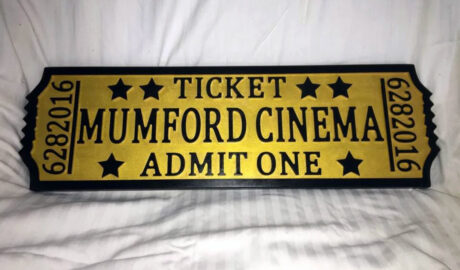 ★★ TICKET ★★
MUMFORD CINEMA
★ ADMIT ONE ★
6282016
6282016